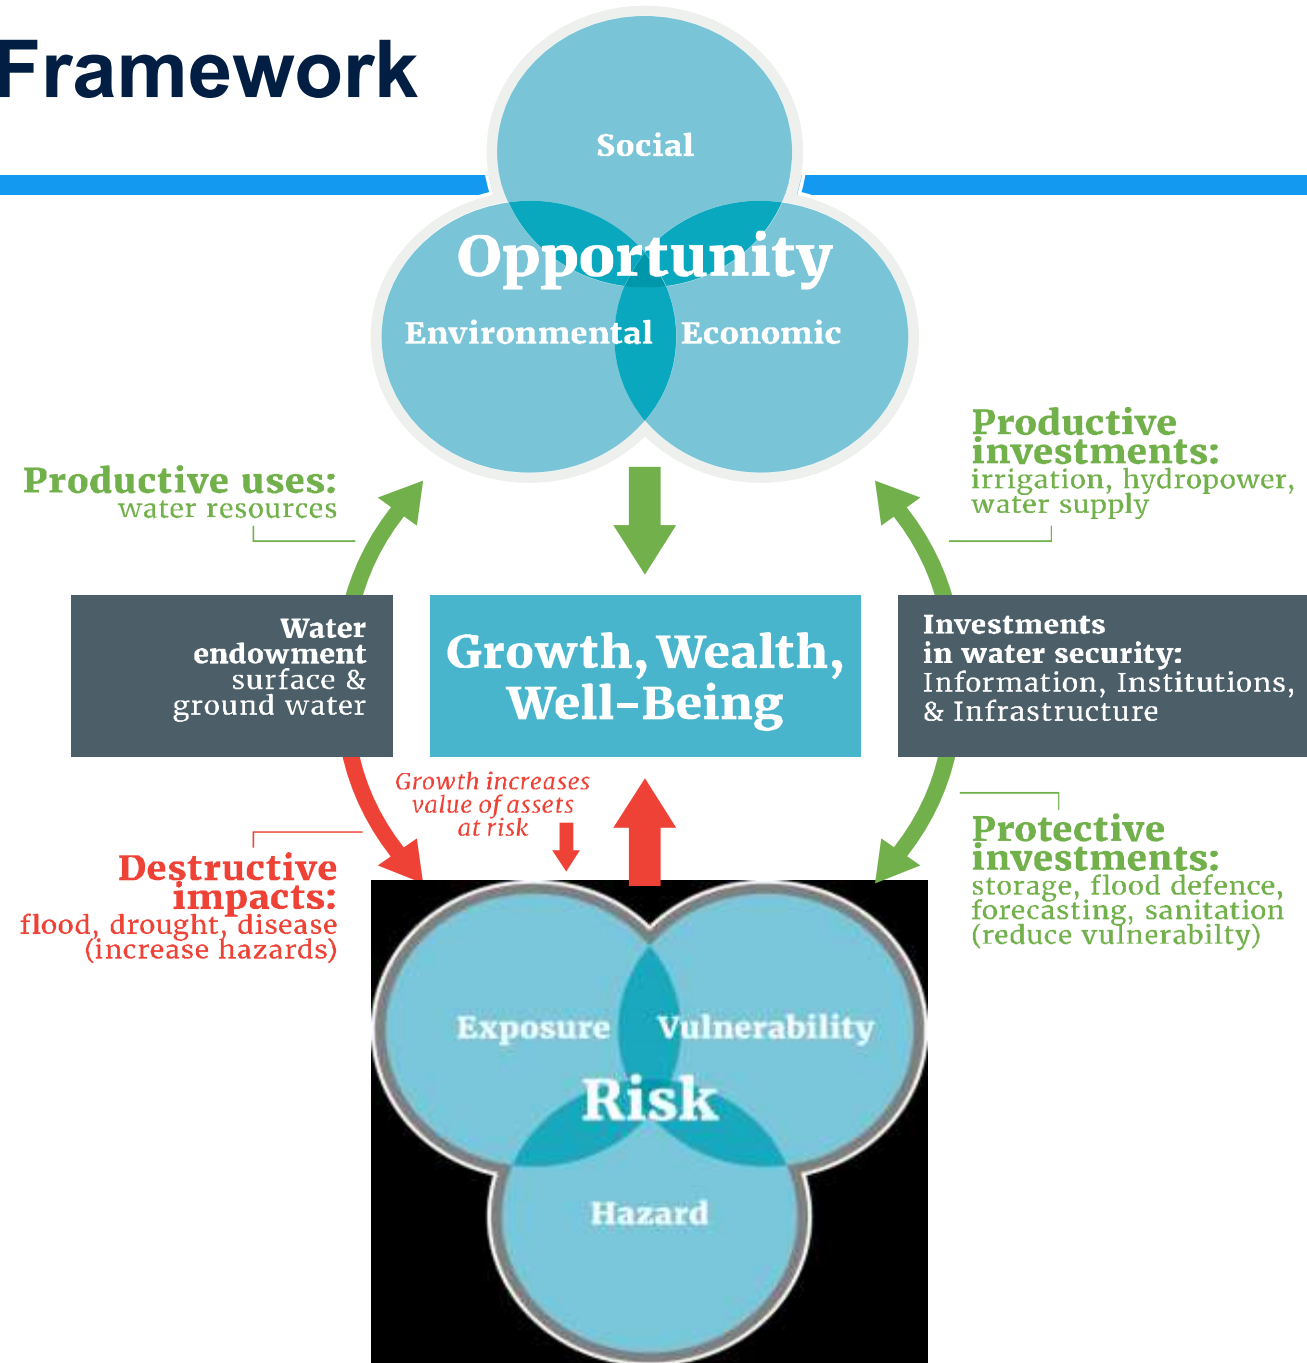 Framework
Social
Opportunity
Environmental
Economic
Productive uses:
water resources
Productive
investments:
irrigation, hydropower,
water supply
Water
endowment
surface &
ground water
Growth, Wealth,
Well-Being
Investments
in water security:
Information, Institutions,
& Infrastructure
Growth increases
value of assets
at risk
Destructive
impacts:
flood, drought, disease
(increase hazards)
Protective
investments:
storage, flood defence,
forecasting, sanitation
(reduce vulnerabilty)
Exposure
Vulnerability
Risk
Hazard